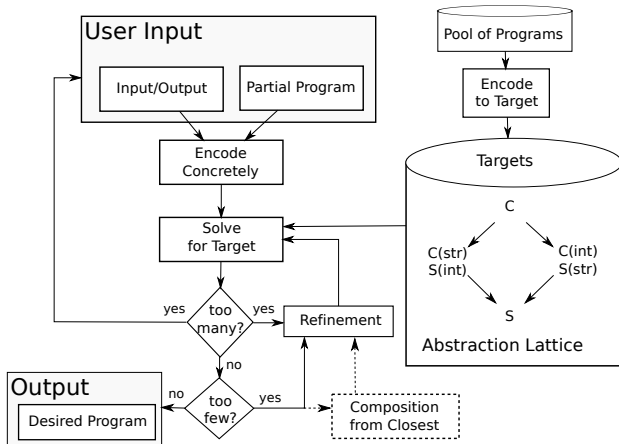 User Input
Input/Output
Partial Program
Pool of Programs
Encode
to Target
Encode
Concretely
Targets
Solve
for Target
C
C(str)
S(int)
C(int)
S(str)
S
Abstraction Lattice
yes
too
many?
yes
Refinement
no
Output
Desired Program
no
too
few?
yes
Composition
from Closest